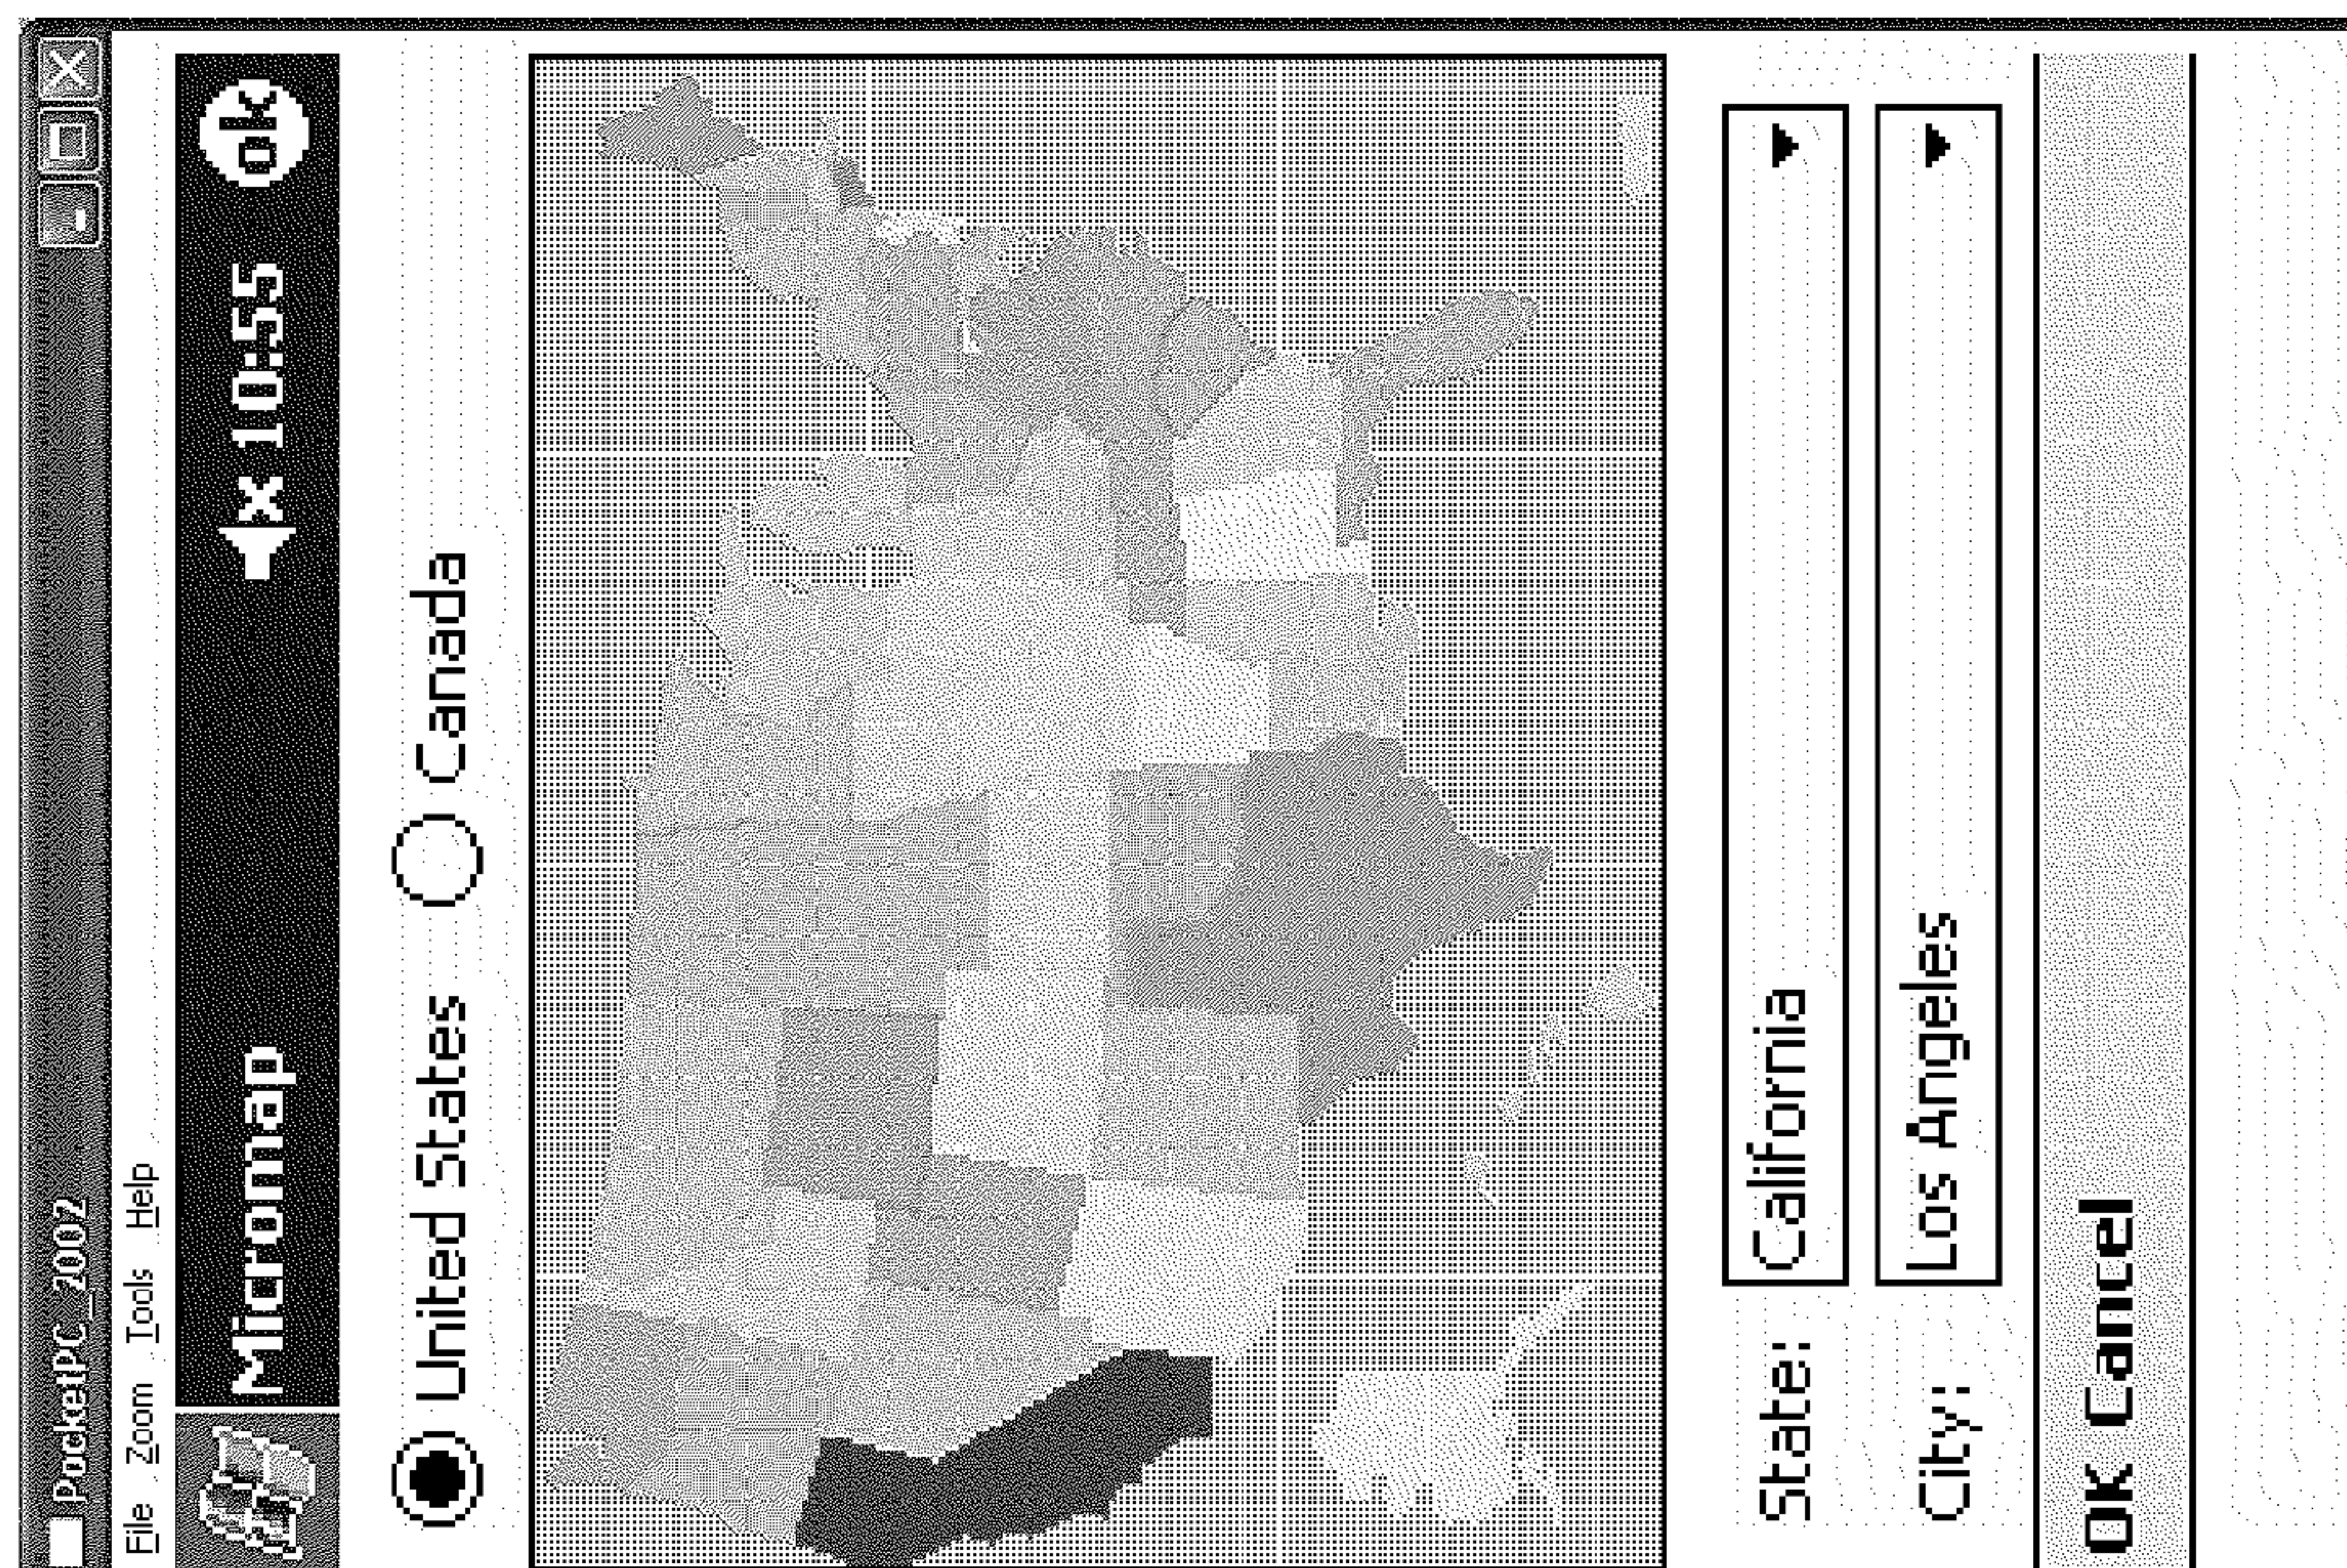 PocketPC_2002
File Zoom Tools Help
Micromap 10:55 ok
United States Canada
State: California
City: Los Angeles
OK Cancel